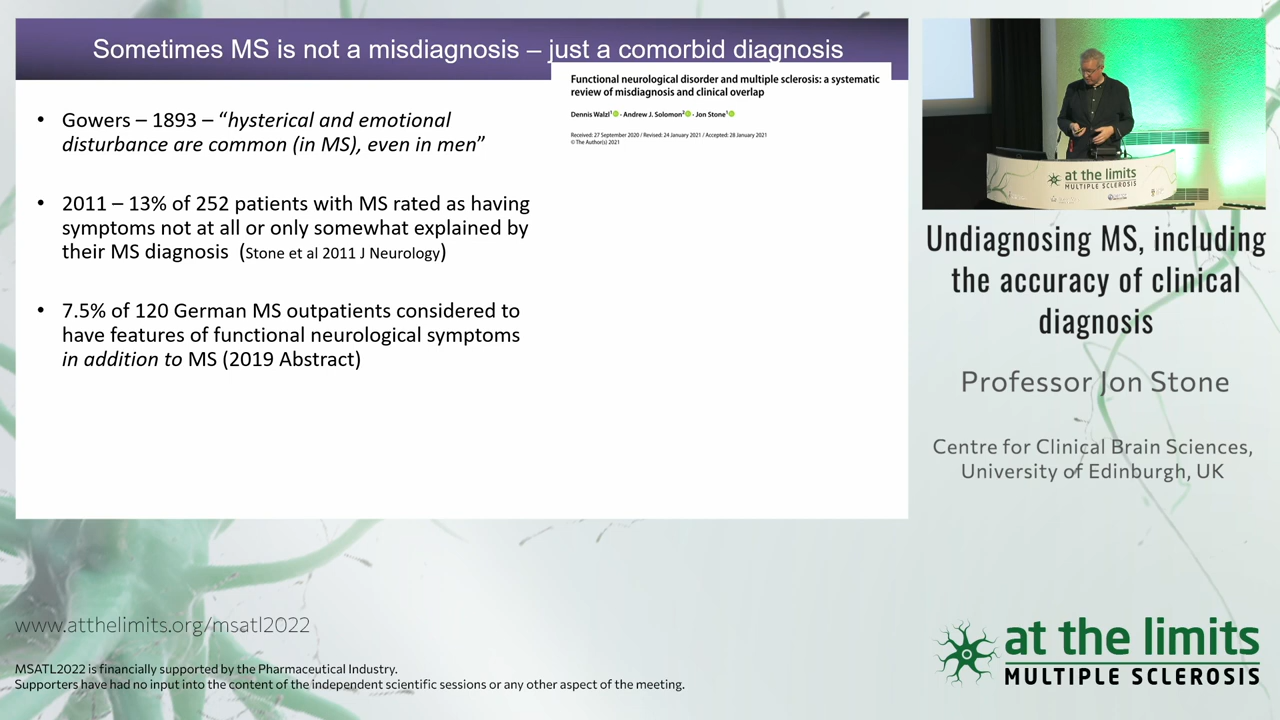 Sometimes MS is not a misdiagnosis – just a comorbid diagnosis
Functional neurological disorder and multiple sclerosis: a systematic
review of misdiagnosis and clinical overlap
Dennis Walzl¹ · Andrew J. Solomon² · Jon Stone¹
Received: 27 September 2020 / Revised: 24 January 2021 / Accepted: 28 January 2021
© The Author(s) 2021
• Gowers – 1893 – “hysterical and emotional
disturbance are common (in MS), even in men”
• 2011 – 13% of 252 patients with MS rated as having
symptoms not at all or only somewhat explained by
their MS diagnosis (Stone et al 2011 J Neurology)
• 7.5% of 120 German MS outpatients considered to
have features of functional neurological symptoms
in addition to MS (2019 Abstract)
at the limits
MULTIPLE SCLEROSIS
Undiagnosing MS, including
the accuracy of clinical
diagnosis
Professor Jon Stone
Centre for Clinical Brain Sciences,
University of Edinburgh, UK
www.atthelimits.org/msatl2022
MSATL2022 is financially supported by the Pharmaceutical Industry.
Supporters have had no input into the content of the independent scientific sessions or any other aspect of the meeting.
at the limits
MULTIPLE SCLEROSIS